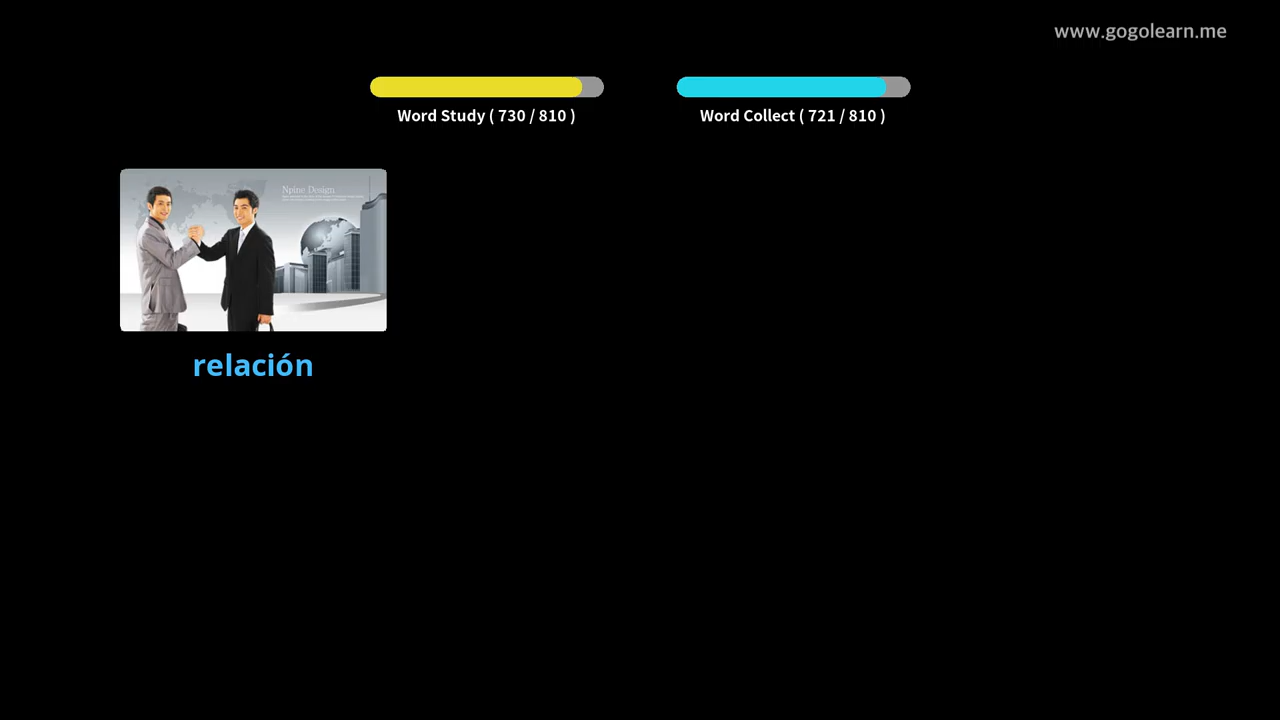 www.gogolearn.me
Word Study ( 730 / 810 )
Word Collect ( 721 / 810 )
Npine Design
relación